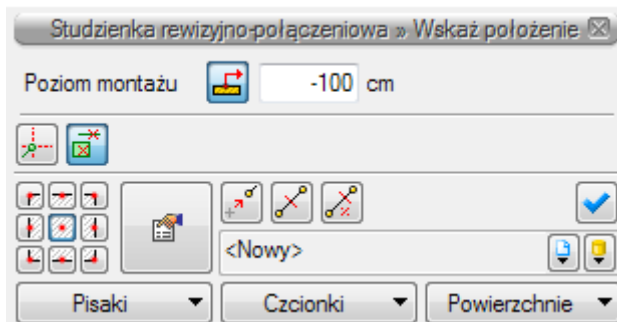 Studzienka rewizyjno-połączeniowa » Wskaż położenie
Poziom montażu -100 cm
<Nowy>
Pisaki Czcionki Powierzchnie